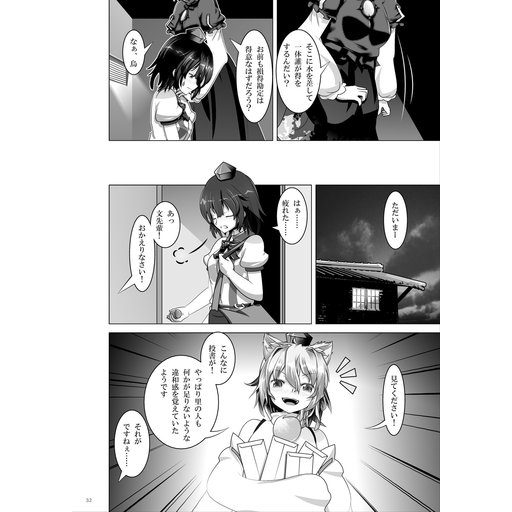 そこに水を差して
一体誰が得を
するんだい？
お前も損得勘定は
得意なはずだろう？
なぁ、烏
ただいまー
はぁ…
疲れた…
あっ
文先輩！
おかえりなさい！
見てください！
こんなに
投書が！
やっぱり里の人も
何かが足りないような
違和感を覚えていた
ようです
それが
ですねぇ……
52